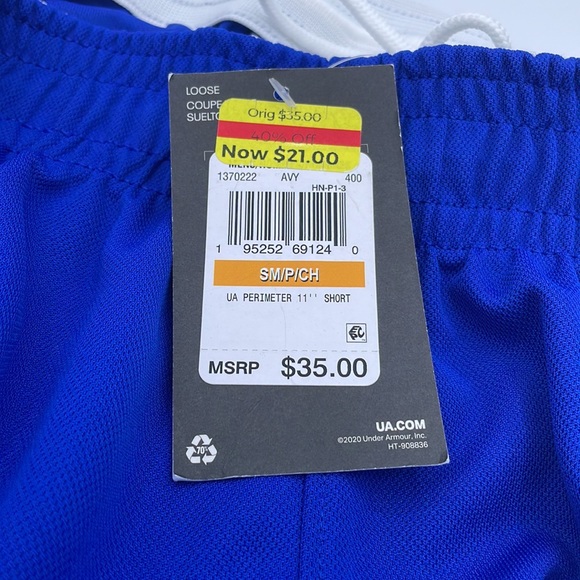 LOOSE
COUPE
SUELTO
Orig $35.00
40% Off
Now $21.00
1370222 AVY 400
HN-P1-3
1 95252 69124 0
SM/P/CH
UA PERIMETER 11'' SHORT
MSRP $35.00
UA.COM
©2020 Under Armour, Inc.
HT-908836
70%